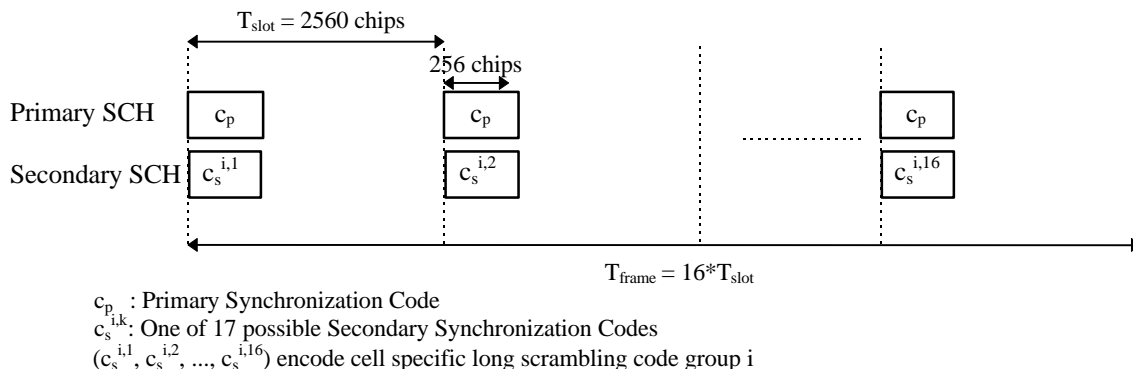 T_slot = 2560 chips
256 chips
Primary SCH c_p c_p c_p
Secondary SCH c_s^i,1 c_s^i,2 c_s^i,16
T_frame = 16*T_slot
c_p : Primary Synchronization Code
c_s^i,k: One of 17 possible Secondary Synchronization Codes
(c_s^i,1, c_s^i,2, ..., c_s^i,16) encode cell specific long scrambling code group i